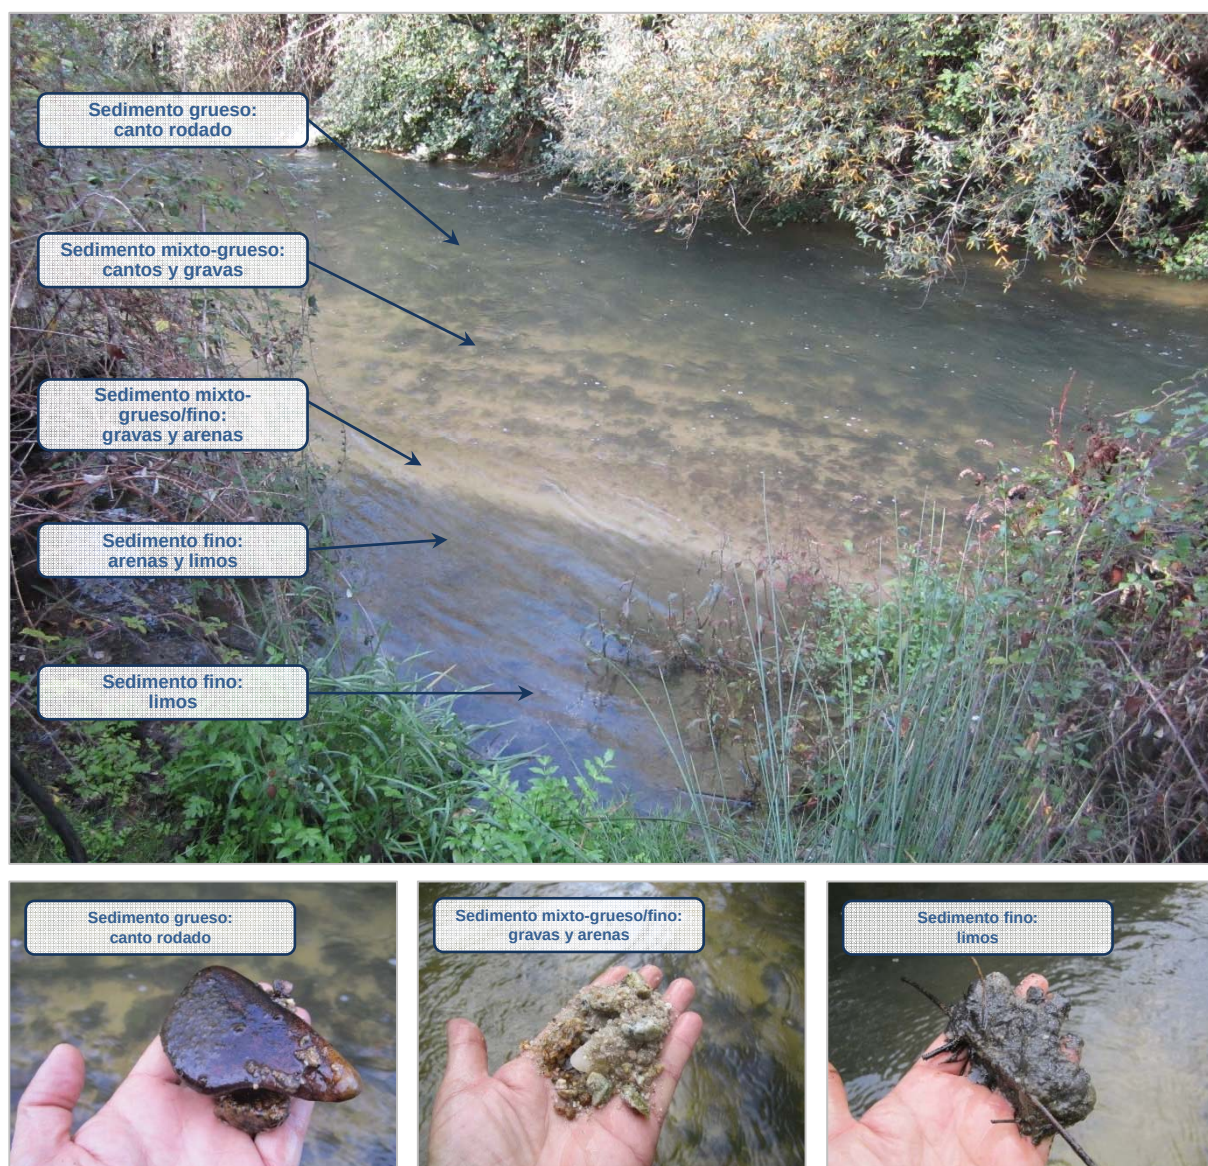 Sedimento grueso:
canto rodado
Sedimento mixto-grueso:
cantos y gravas
Sedimento mixto-
grueso/fino:
gravas y arenas
Sedimento fino:
arenas y limos
Sedimento fino:
limos
Sedimento grueso:
canto rodado
Sedimento mixto-grueso/fino:
gravas y arenas
Sedimento fino:
limos